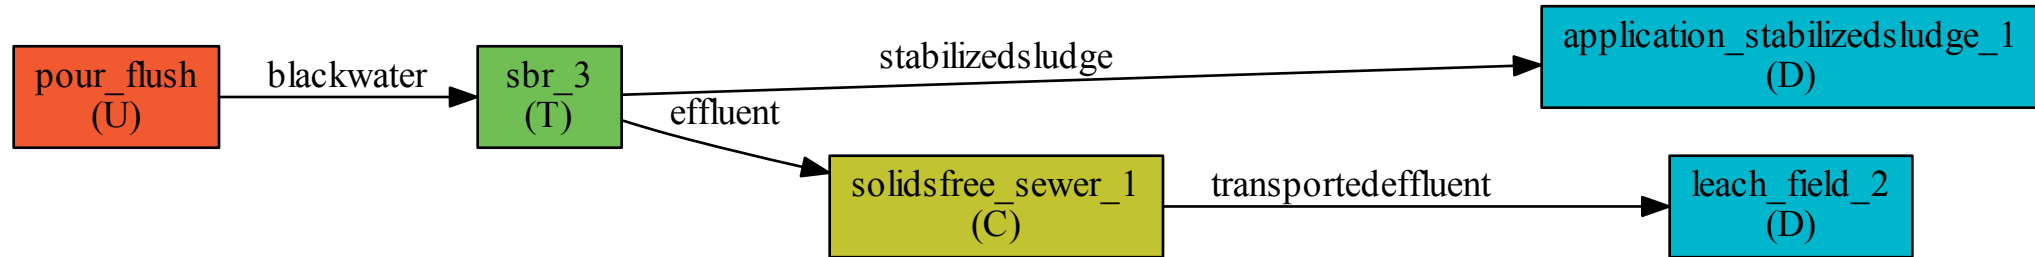 pour_flush
(U)
blackwater
sbr_3
(T)
stabilizedsludge
effluent
application_stabilizedsludge_1
(D)
solidsfree_sewer_1
(C)
transportedeffluent
leach_field_2
(D)